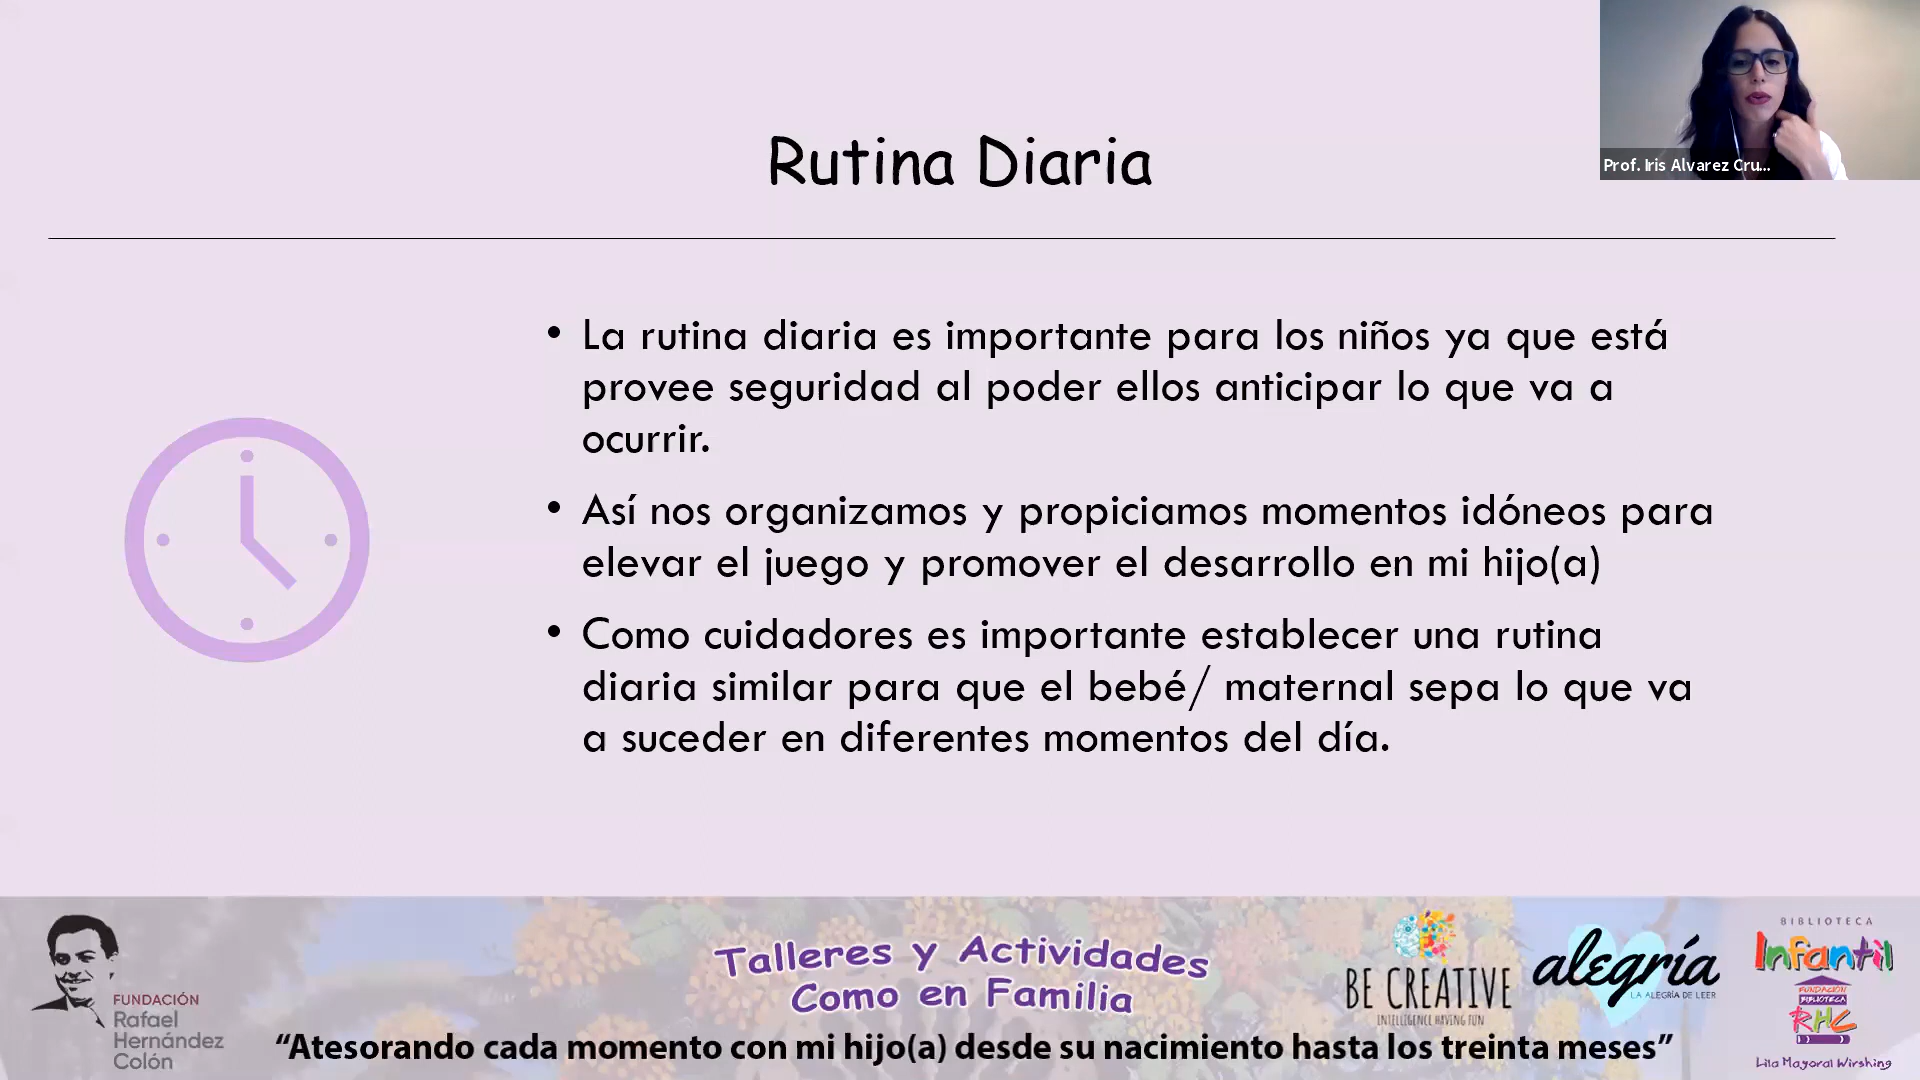 Prof. Iris Alvarez Cru...
Rutina Diaria
• La rutina diaria es importante para los niños ya que está
provee seguridad al poder ellos anticipar lo que va a
ocurrir.
• Así nos organizamos y propiciamos momentos idóneos para
elevar el juego y promover el desarrollo en mi hijo(a)
• Como cuidadores es importante establecer una rutina
diaria similar para que el bebé/ maternal sepa lo que va
a suceder en diferentes momentos del día.
FUNDACIÓN
Rafael
Hernández
Colón
Talleres y Actividades
Como en Familia
“Atesorando cada momento con mi hijo(a) desde su nacimiento hasta los treinta meses”
BE CREATIVE
INTELLIGENCE HAVING FUN
alegría
LA ALEGRÍA DE LEER
BIBLIOTECA
Infantil
FUNDACIÓN
BIBLIOTECA
RHC
Lila Mayoral Wirshing